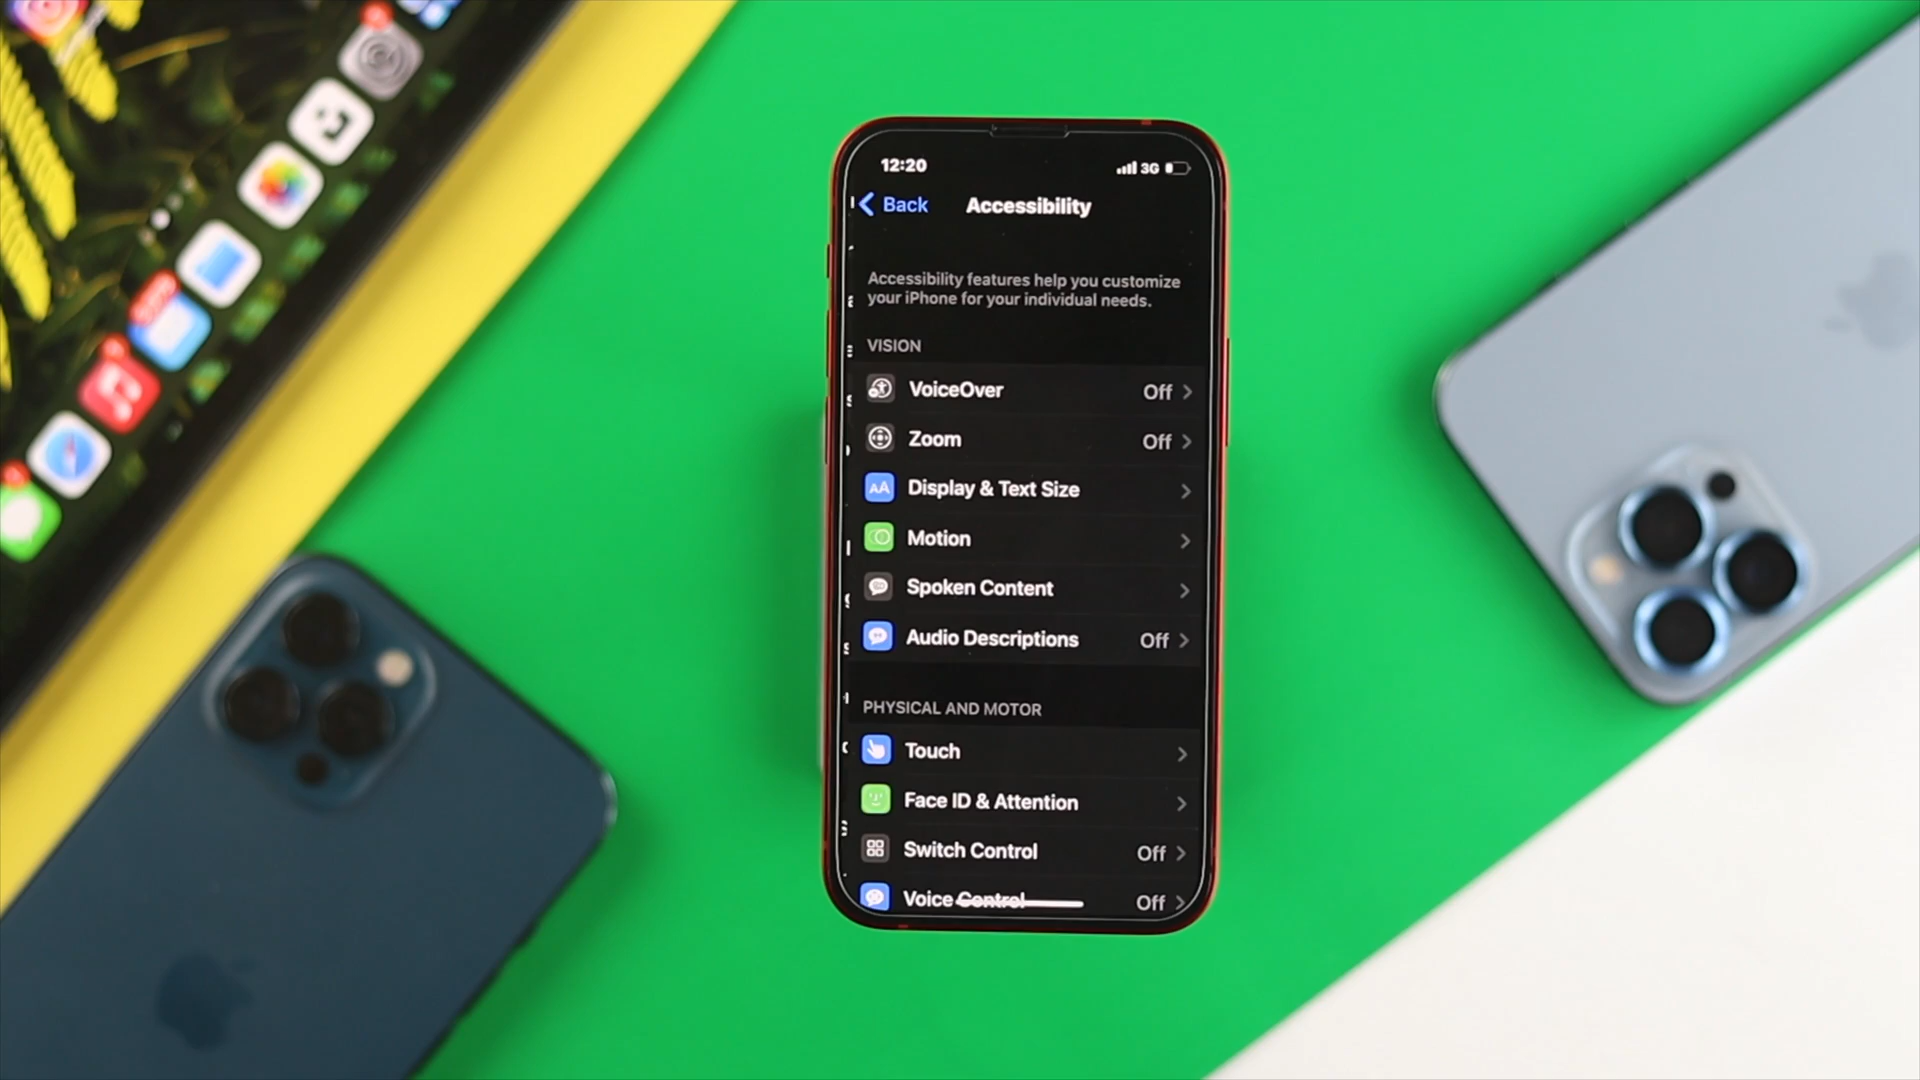 12:20 3G
Back Accessibility
Accessibility features help you customize
your iPhone for your individual needs.
VISION
VoiceOver Off
Zoom Off
AA Display & Text Size
Motion
Spoken Content
Audio Descriptions Off
PHYSICAL AND MOTOR
Touch
Face ID & Attention
Switch Control Off
Voice Control Off